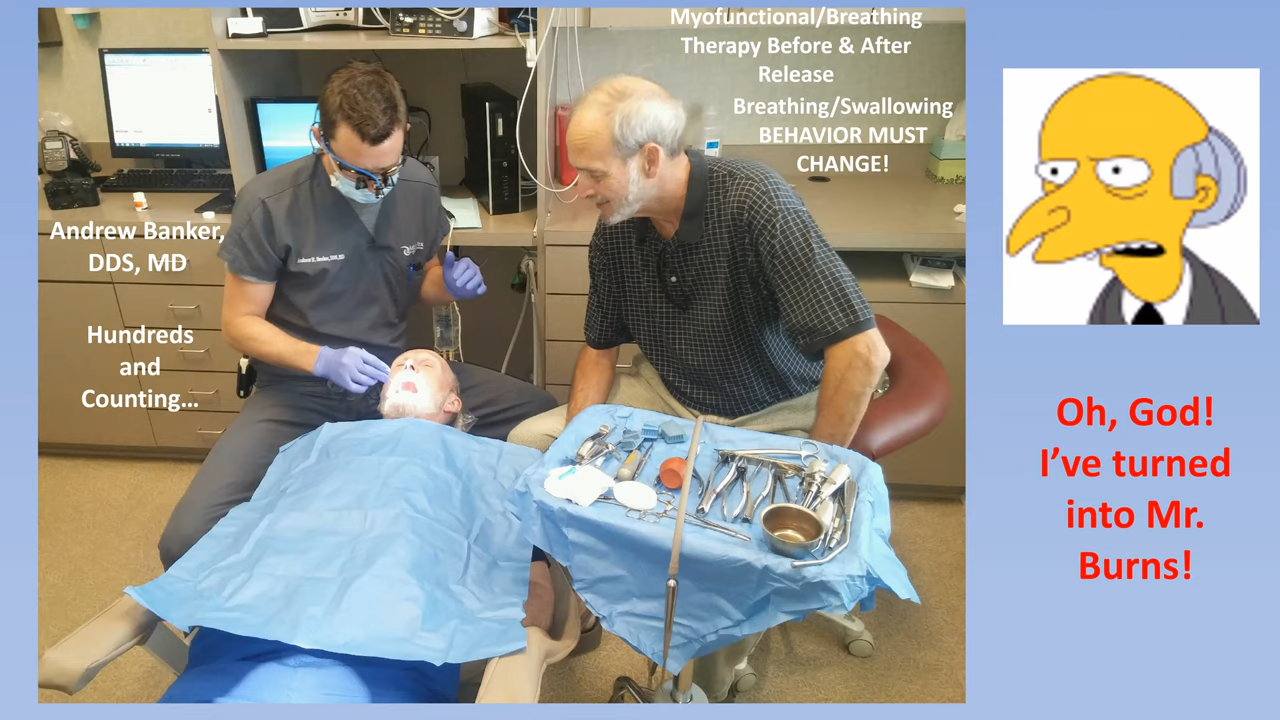 Myofunctional/Breathing
Therapy Before & After
Release
Breathing/Swallowing
BEHAVIOR MUST
CHANGE!
Andrew Banker,
DDS, MD
Hundreds
and
Counting…
Oh, God!
I’ve turned
into Mr.
Burns!